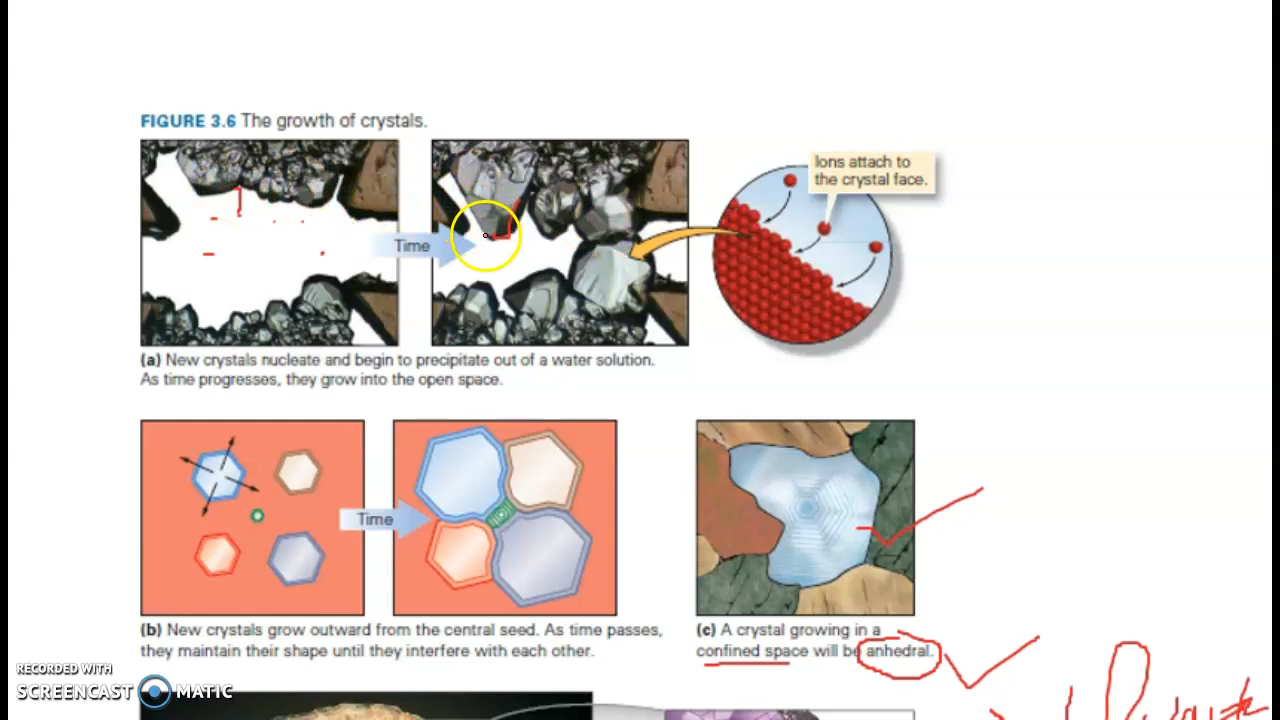 FIGURE 3.6 The growth of crystals.
Ions attach to
the crystal face.
Time
(a) New crystals nucleate and begin to precipitate out of a water solution.
As time progresses, they grow into the open space.
Time
(b) New crystals grow outward from the central seed. As time passes,
they maintain their shape until they interfere with each other.
(c) A crystal growing in a
confined space will be anhedral.
RECORDED WITH
SCREENCAST MATIC